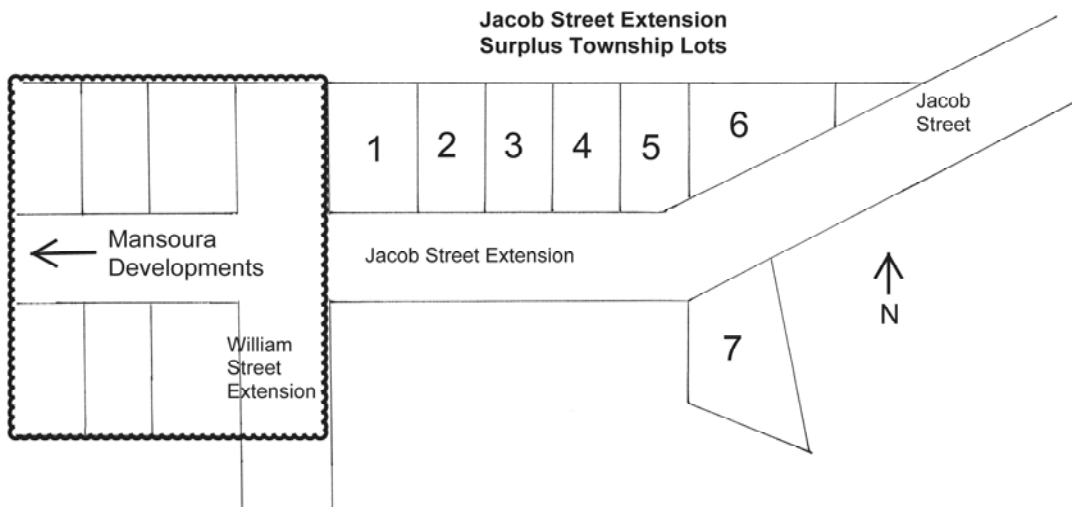 Jacob Street Extension
Surplus Township Lots
Jacob
Street
1
2
3
4
5
6
Mansoura
Developments
Jacob Street Extension
N
William
Street
Extension
7